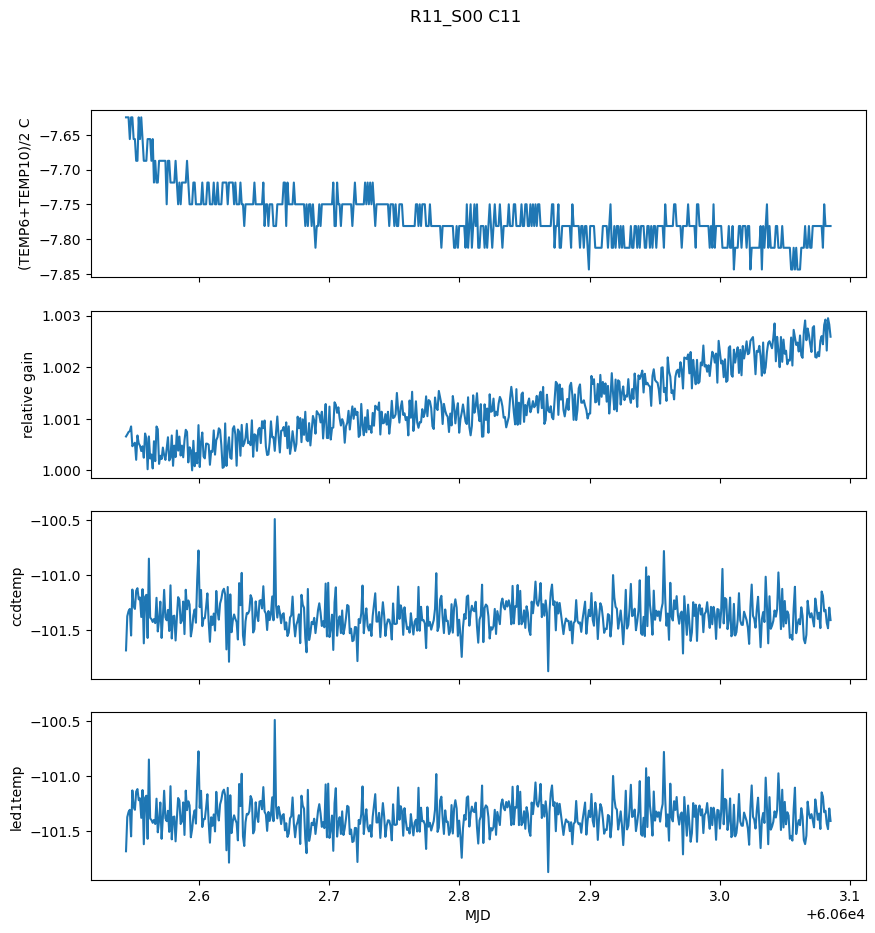 R11_S00 C11
(TEMP6+TEMP10)/2 C
−7.65
−7.70
−7.75
−7.80
−7.85
relative gain
1.003
1.002
1.001
1.000
ccdtemp
−100.5
−101.0
−101.5
led1temp
−100.5
−101.0
−101.5
2.6 2.7 2.8 2.9 3.0 3.1
MJD
+6.06e4